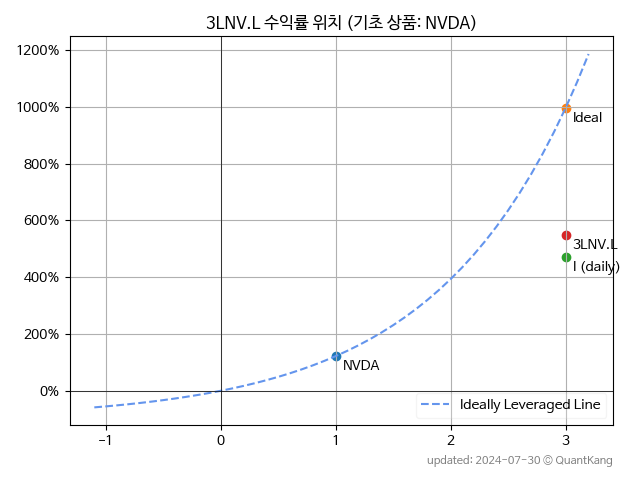 3LNV.L 수익률 위치 (기초 상품: NVDA)
1200%
1000%
800%
600%
400%
200%
0%
Ideal
3LNV.L
I (daily)
NVDA
Ideally Leveraged Line
−1 0 1 2 3
updated: 2024-07-30 © QuantKang